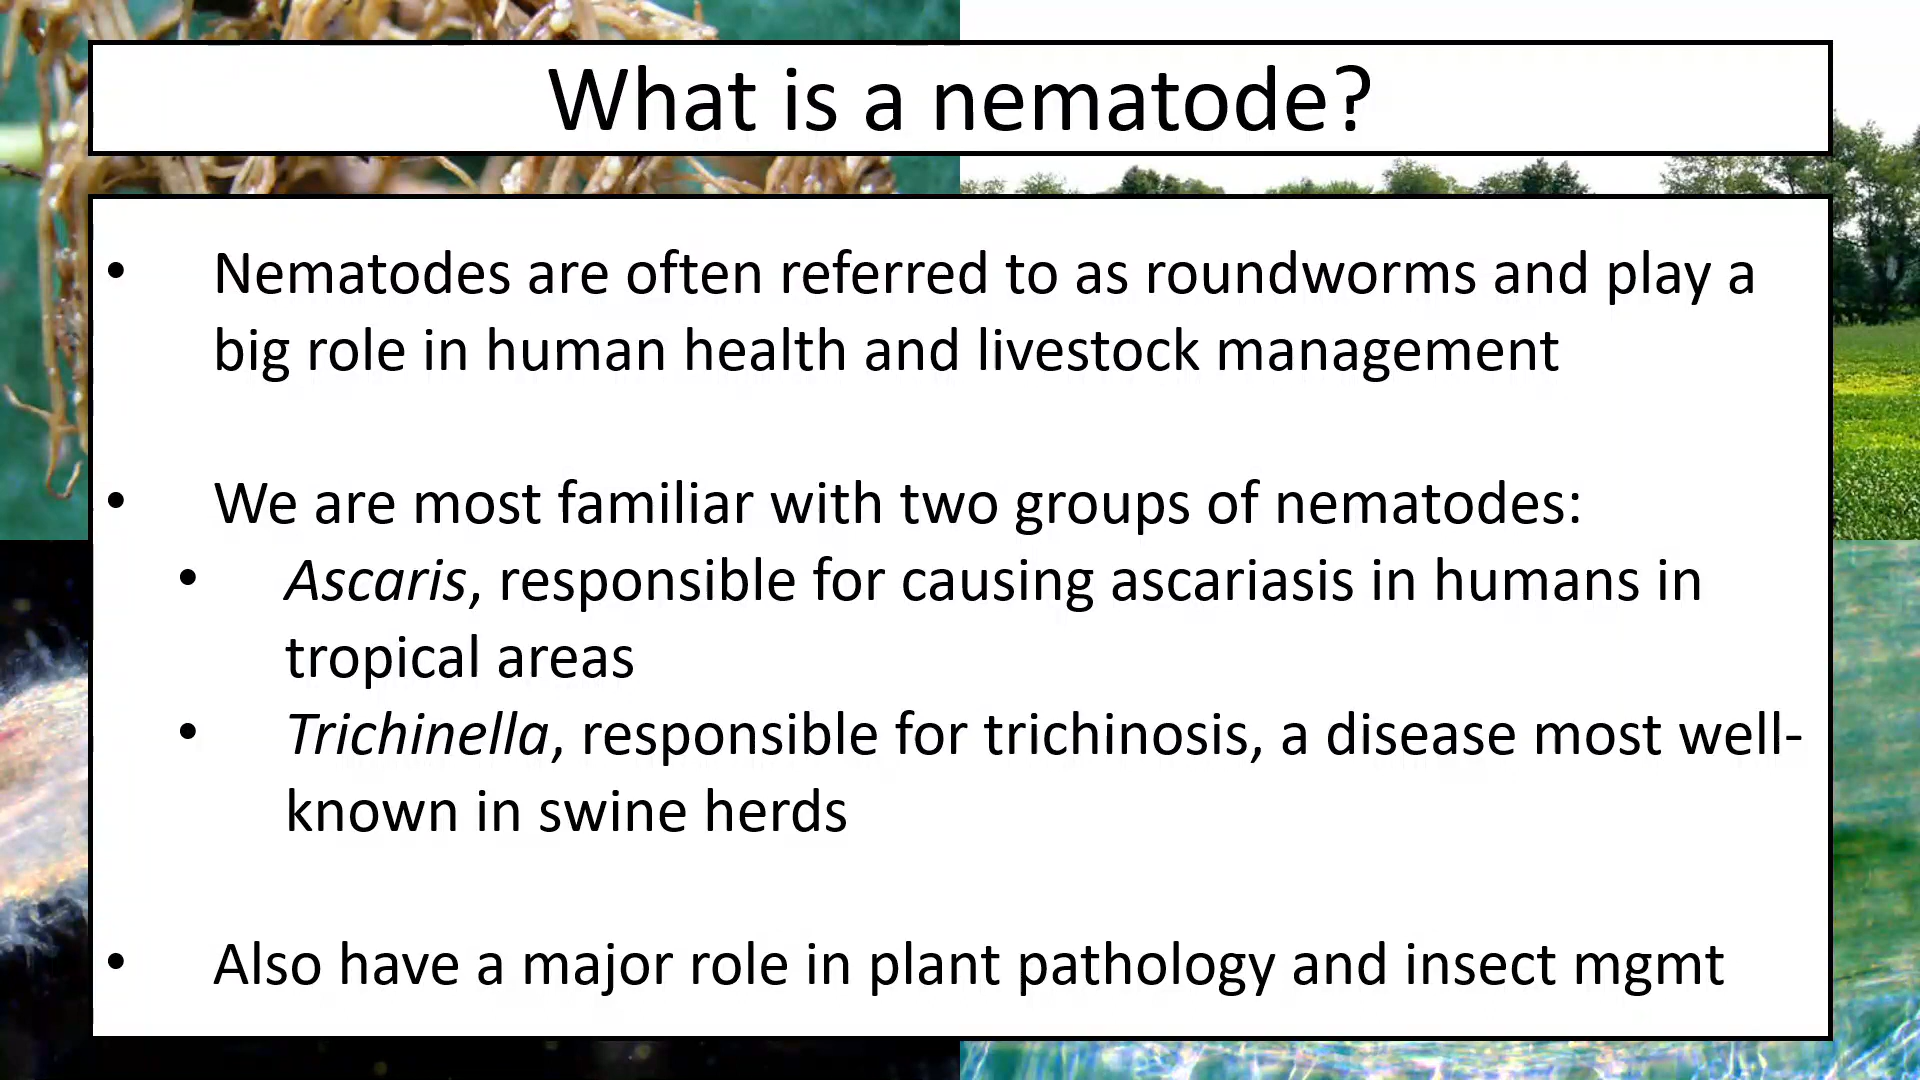 What is a nematode?
• Nematodes are often referred to as roundworms and play a
big role in human health and livestock management
• We are most familiar with two groups of nematodes:
• Ascaris, responsible for causing ascariasis in humans in
tropical areas
• Trichinella, responsible for trichinosis, a disease most well-
known in swine herds
• Also have a major role in plant pathology and insect mgmt